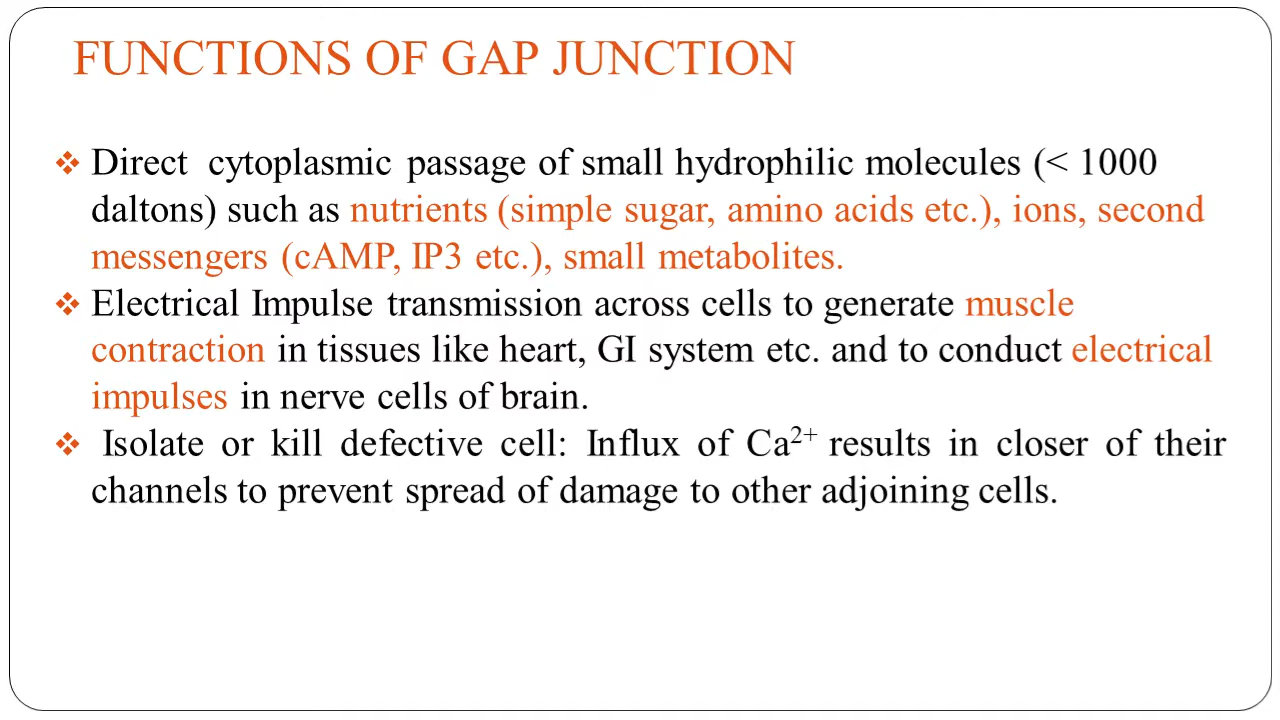 FUNCTIONS OF GAP JUNCTION
❖ Direct cytoplasmic passage of small hydrophilic molecules (< 1000
daltons) such as nutrients (simple sugar, amino acids etc.), ions, second
messengers (cAMP, IP3 etc.), small metabolites.
❖ Electrical Impulse transmission across cells to generate muscle
contraction in tissues like heart, GI system etc. and to conduct electrical
impulses in nerve cells of brain.
❖ Isolate or kill defective cell: Influx of Ca²⁺ results in closer of their
channels to prevent spread of damage to other adjoining cells.